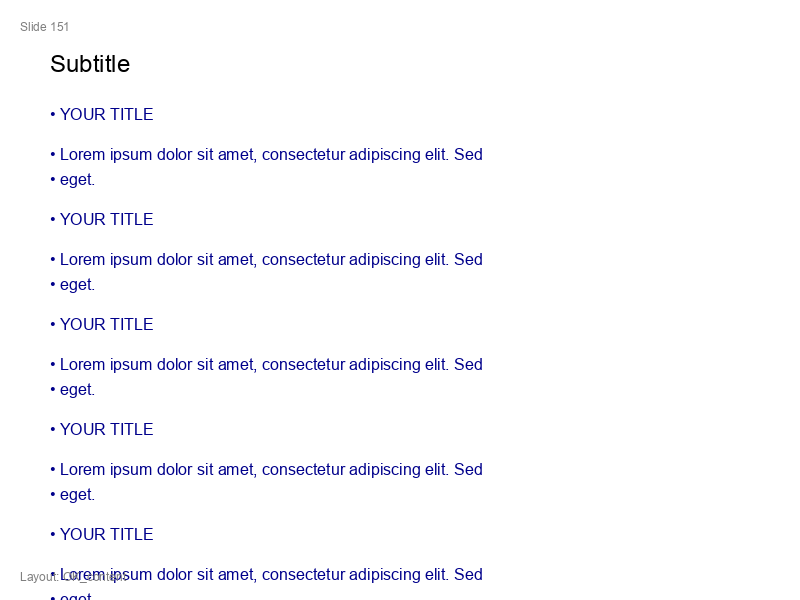 Slide 151
Subtitle
• YOUR TITLE
• Lorem ipsum dolor sit amet, consectetur adipiscing elit. Sed
• eget.
• YOUR TITLE
• Lorem ipsum dolor sit amet, consectetur adipiscing elit. Sed
• eget.
• YOUR TITLE
• Lorem ipsum dolor sit amet, consectetur adipiscing elit. Sed
• eget.
• YOUR TITLE
• Lorem ipsum dolor sit amet, consectetur adipiscing elit. Sed
• eget.
• YOUR TITLE
• Lorem ipsum dolor sit amet, consectetur adipiscing elit. Sed
Layout:
• eget.